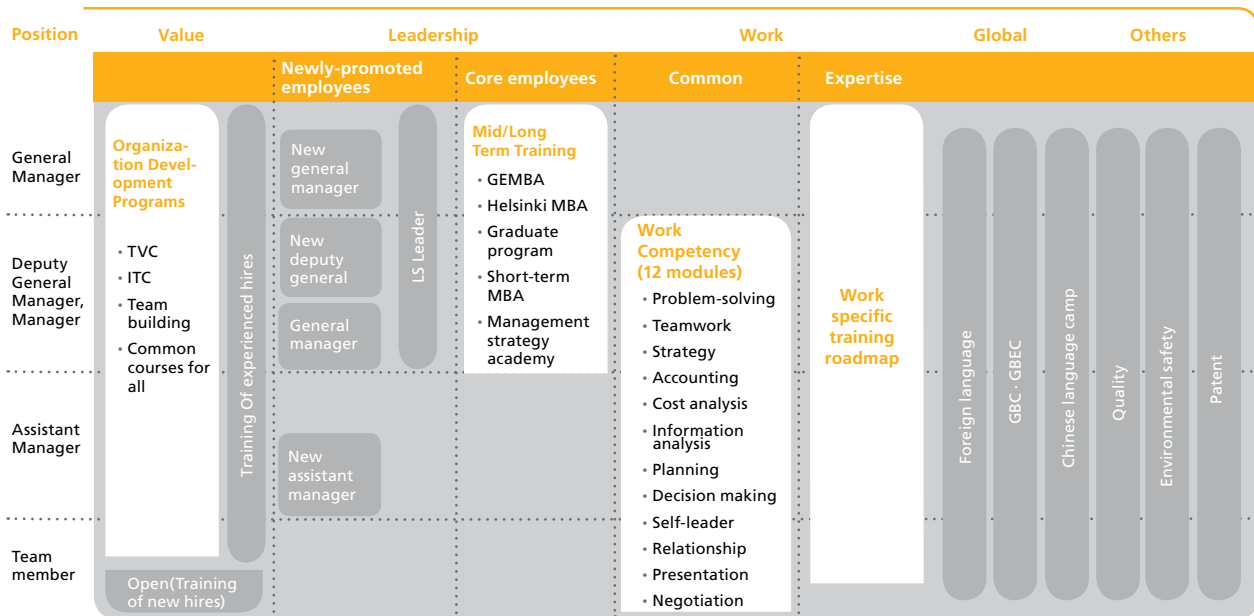 Position
Value
Leadership
Work
Global
Others
Newly-promoted
employees
Core employees
Common
Expertise
General
Manager
Deputy
General
Manager,
Manager
Assistant
Manager
Team
member
Organiza-
tion Devel-
opment
Programs
• TVC
• ITC
• Team
building
• Common
courses for
all
Training Of experienced hires
Open(Training
of new hires)
New
general
manager
New
deputy
general
General
manager
New
assistant
manager
LS Leader
Mid/Long
Term Training
• GEMBA
• Helsinki MBA
• Graduate
program
• Short-term
MBA
• Management
strategy
academy
Work
Competency
(12 modules)
• Problem-solving
• Teamwork
• Strategy
• Accounting
• Cost analysis
• Information
analysis
• Planning
• Decision making
• Self-leader
• Relationship
• Presentation
• Negotiation
Work
specific
training
roadmap
Foreign language
GBC · GBEC
Chinese language camp
Quality
Environmental safety
Patent